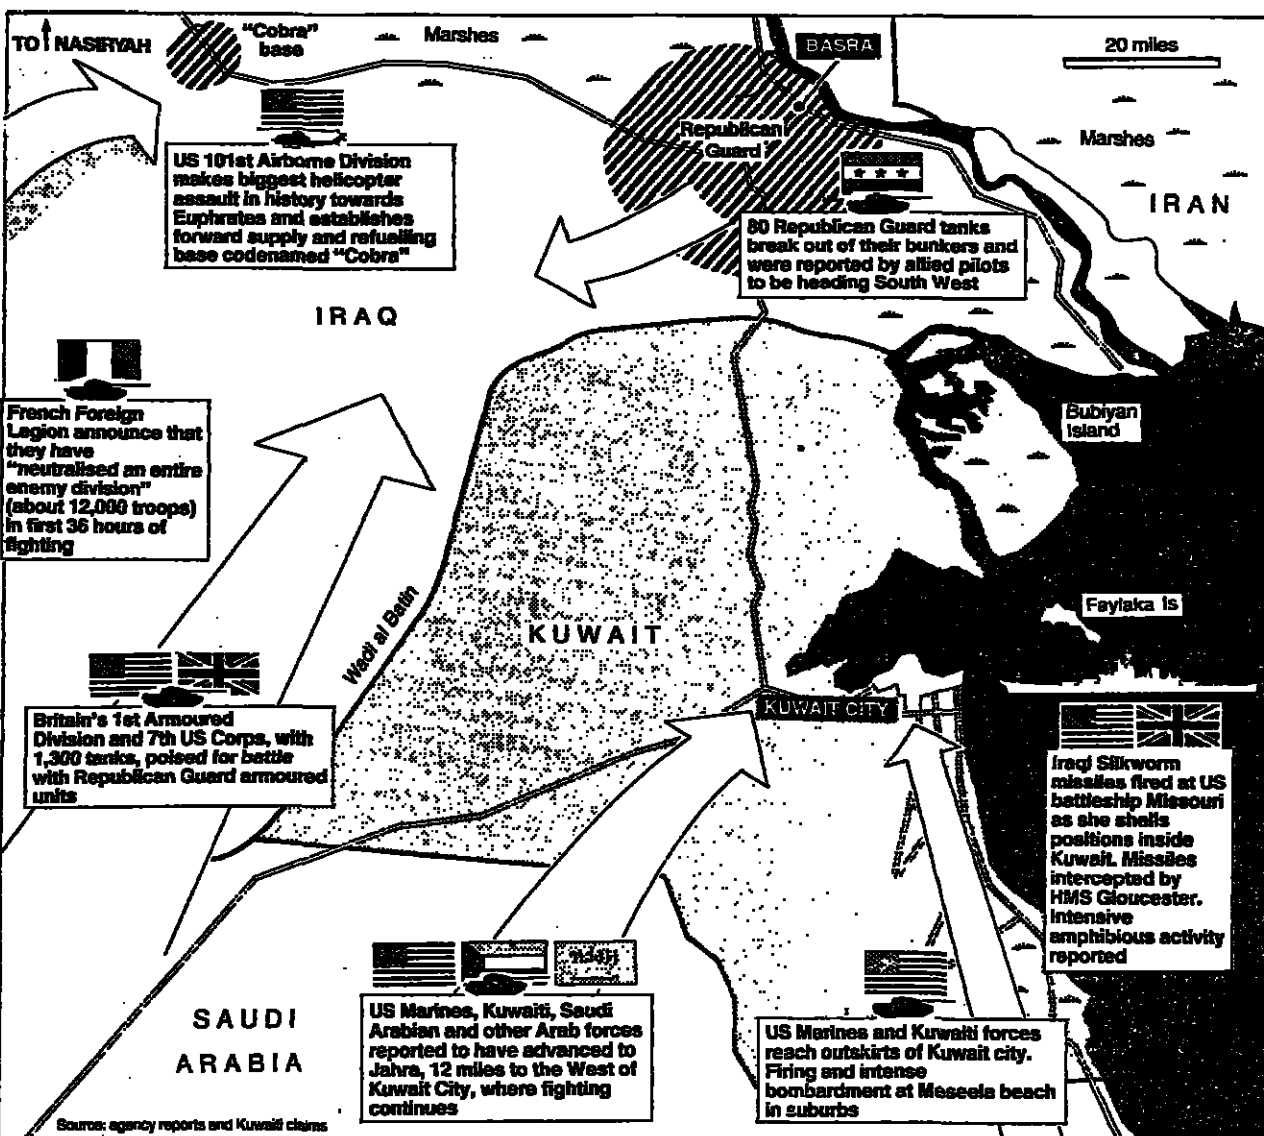 TO NASIRYAH
"Cobra"
base
Marshes
BASRA
20 miles
US 101st Airborne Division
makes biggest helicopter
assault in history towards
Euphrates and establishes
forward supply and refuelling
base codenamed "Cobra"
Republican
Guard
Marshes
IRAN
80 Republican Guard tanks
break out of their bunkers and
were reported by allied pilots
to be heading South West
IRAQ
French Foreign
Legion announce that
they have
"neutralised an entire
enemy division"
(about 12,000 troops)
in first 36 hours of
fighting
Bubiyan
Island
Wadi al Batin
KUWAIT
Faylaka Is
Britain's 1st Armoured
Division and 7th US Corps, with
1,300 tanks, poised for battle
with Republican Guard armoured
units
KUWAIT CITY
Iraqi Silkworm
missiles fired at US
battleship Missouri
as she shells
positions inside
Kuwait. Missiles
intercepted by
HMS Gloucester.
Intensive
amphibious activity
reported
SAUDI
ARABIA
US Marines, Kuwaiti, Saudi
Arabian and other Arab forces
reported to have advanced to
Jahra, 12 miles to the West of
Kuwait City, where fighting
continues
US Marines and Kuwaiti forces
reach outskirts of Kuwait city.
Firing and intense
bombardment at Meseela beach
in suburbs
Source: agency reports and Kuwaiti claims